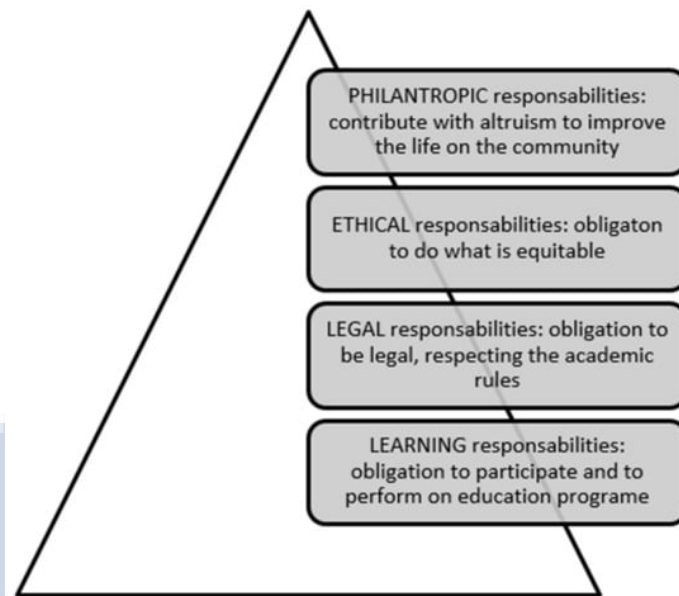 PHILANTROPIC responsabilities:
contribute with altruism to improve
the life on the community
ETHICAL responsabilities: obligaton
to do what is equitable
LEGAL responsabilities: obligation to
be legal, respecting the academic
rules
LEARNING responsabilities:
obligation to participate and to
perform on education programe